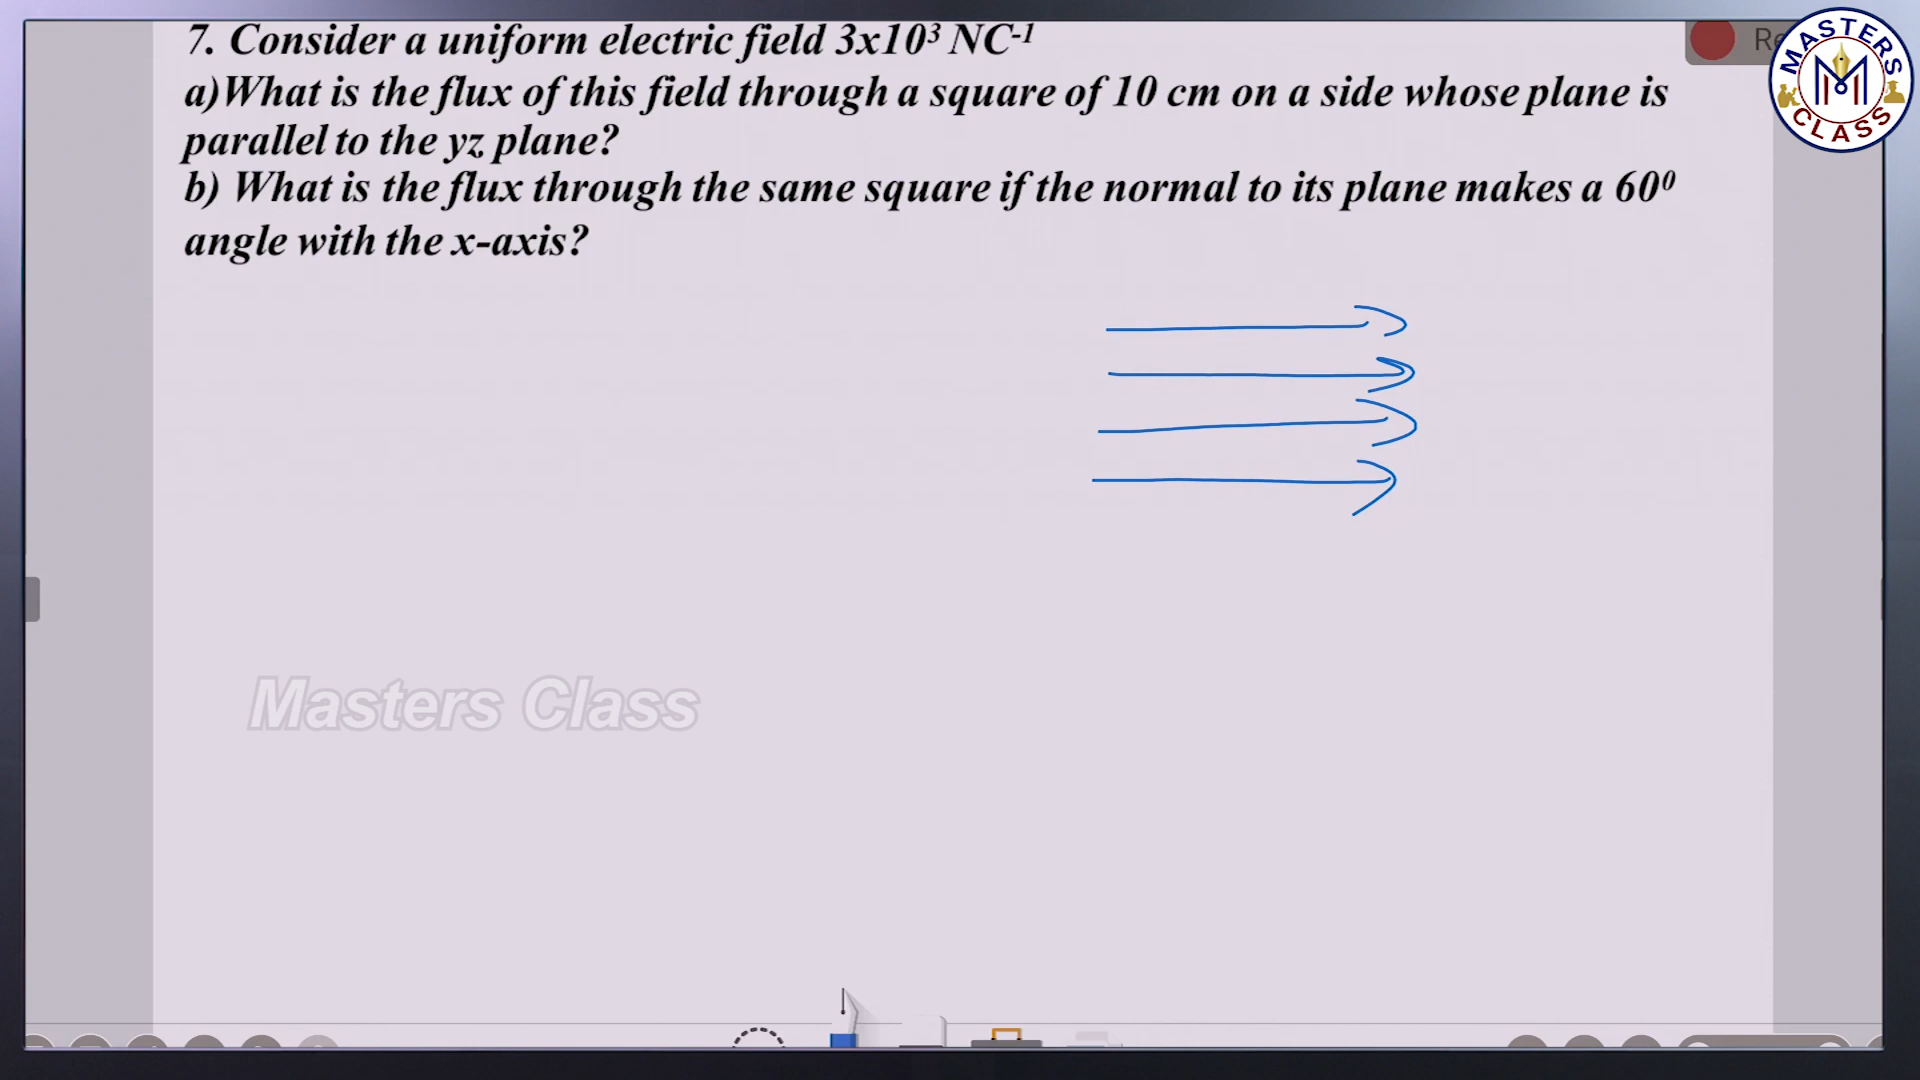 7. Consider a uniform electric field 3x10³ NC⁻¹
a)What is the flux of this field through a square of 10 cm on a side whose plane is
parallel to the yz plane?
b) What is the flux through the same square if the normal to its plane makes a 60⁰
angle with the x-axis?
MASTERS
CLASS
Masters Class